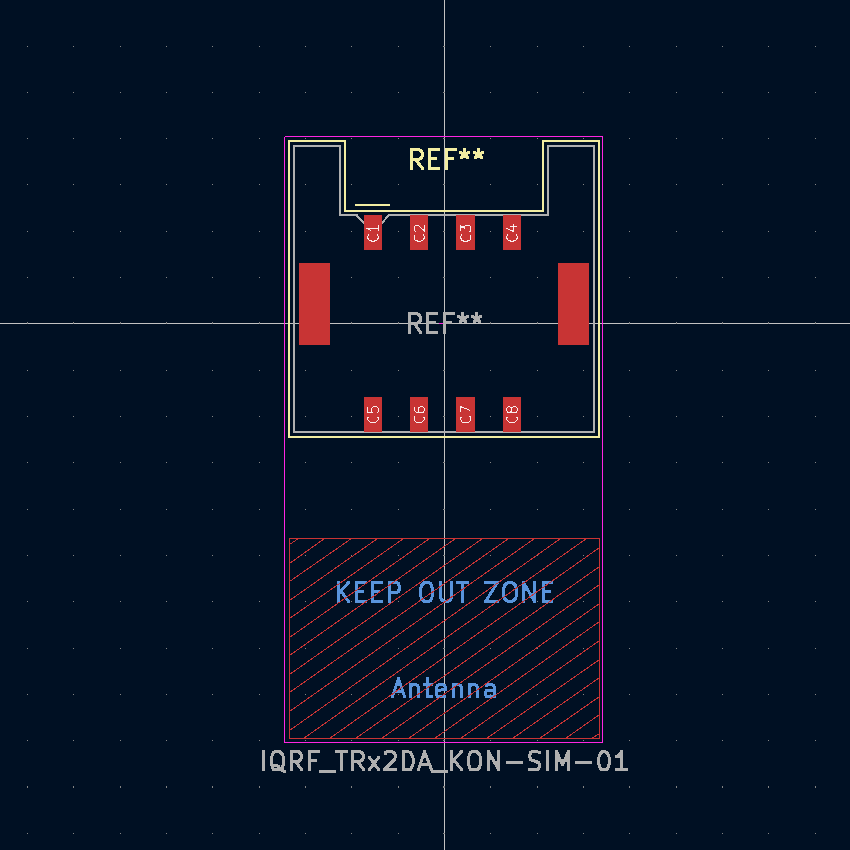 REF**
C1 C2 C3 C4
REF**
C5 C6 C7 C8
KEEP OUT ZONE
Antenna
IQRF_TRx2DA_KON-SIM-01